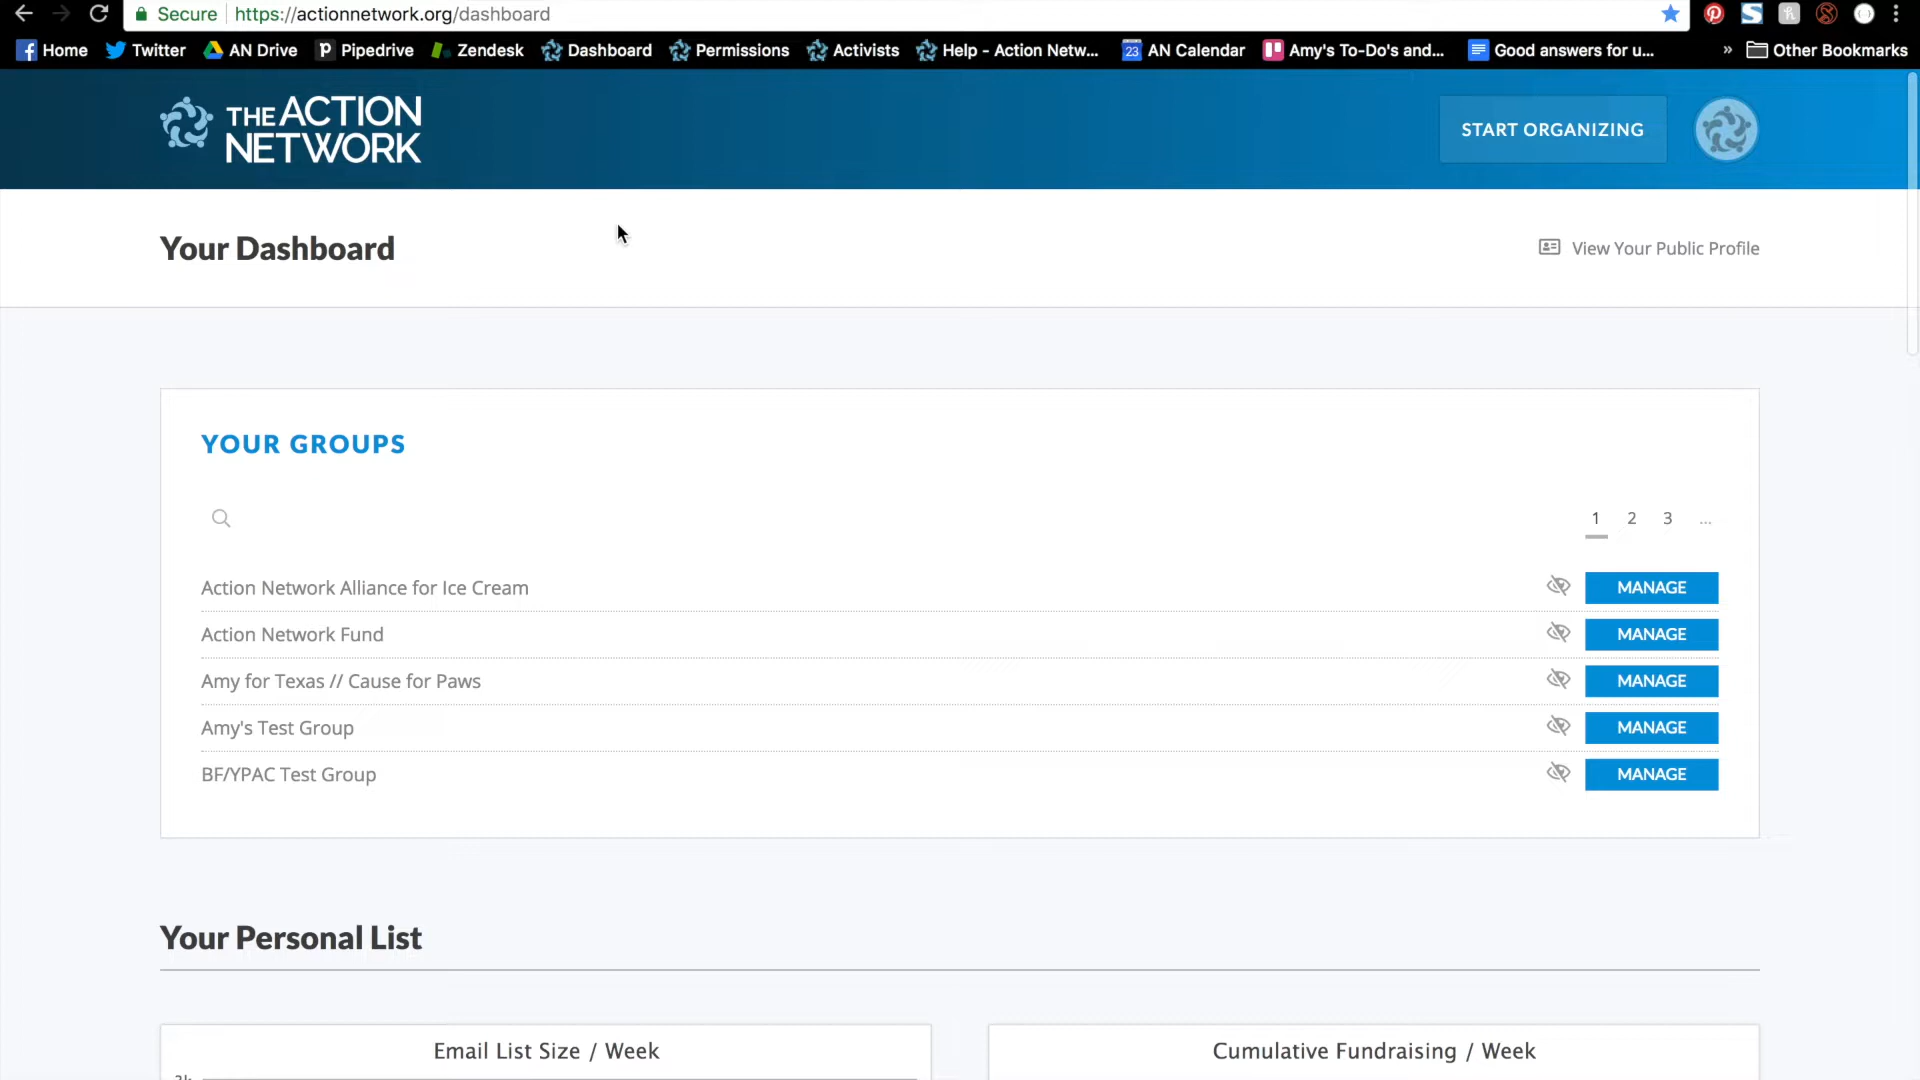 Secure https://actionnetwork.org/dashboard
Home Twitter AN Drive Pipedrive Zendesk Dashboard Permissions Activists Help - Action Netw... 23 AN Calendar Amy's To-Do's and... Good answers for u... » Other Bookmarks
THE ACTION
NETWORK
START ORGANIZING
Your Dashboard
View Your Public Profile
YOUR GROUPS
1 2 3 ...
Action Network Alliance for Ice Cream MANAGE
Action Network Fund MANAGE
Amy for Texas // Cause for Paws MANAGE
Amy's Test Group MANAGE
BF/YPAC Test Group MANAGE
Your Personal List
Email List Size / Week
Cumulative Fundraising / Week